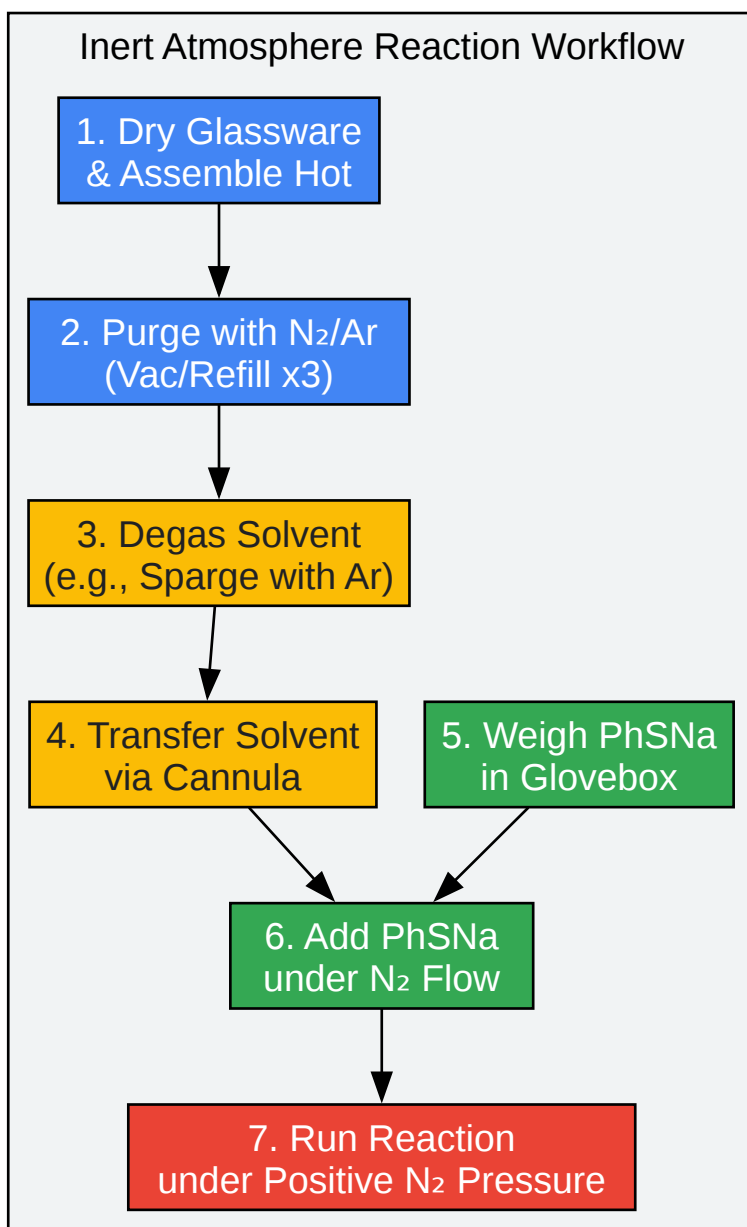 Inert Atmosphere Reaction Workflow
1. Dry Glassware
& Assemble Hot
2. Purge with N₂/Ar
(Vac/Refill x3)
3. Degas Solvent
(e.g., Sparge with Ar)
4. Transfer Solvent
via Cannula
5. Weigh PhSNa
in Glovebox
6. Add PhSNa
under N₂ Flow
7. Run Reaction
under Positive N₂ Pressure